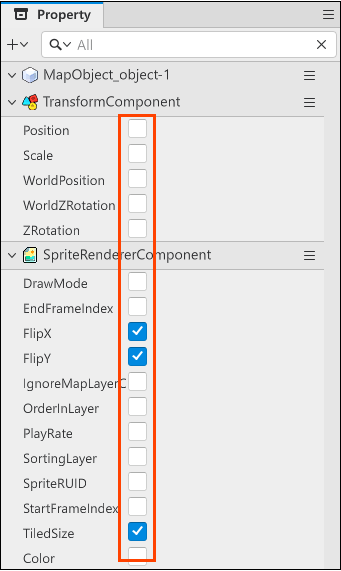 Property
All
MapObject_object-1
TransformComponent
Position
Scale
WorldPosition
WorldZRotation
ZRotation
SpriteRendererComponent
DrawMode
EndFrameIndex
FlipX
FlipY
IgnoreMapLayerC
OrderInLayer
PlayRate
SortingLayer
SpriteRUID
StartFrameIndex
TiledSize
Color